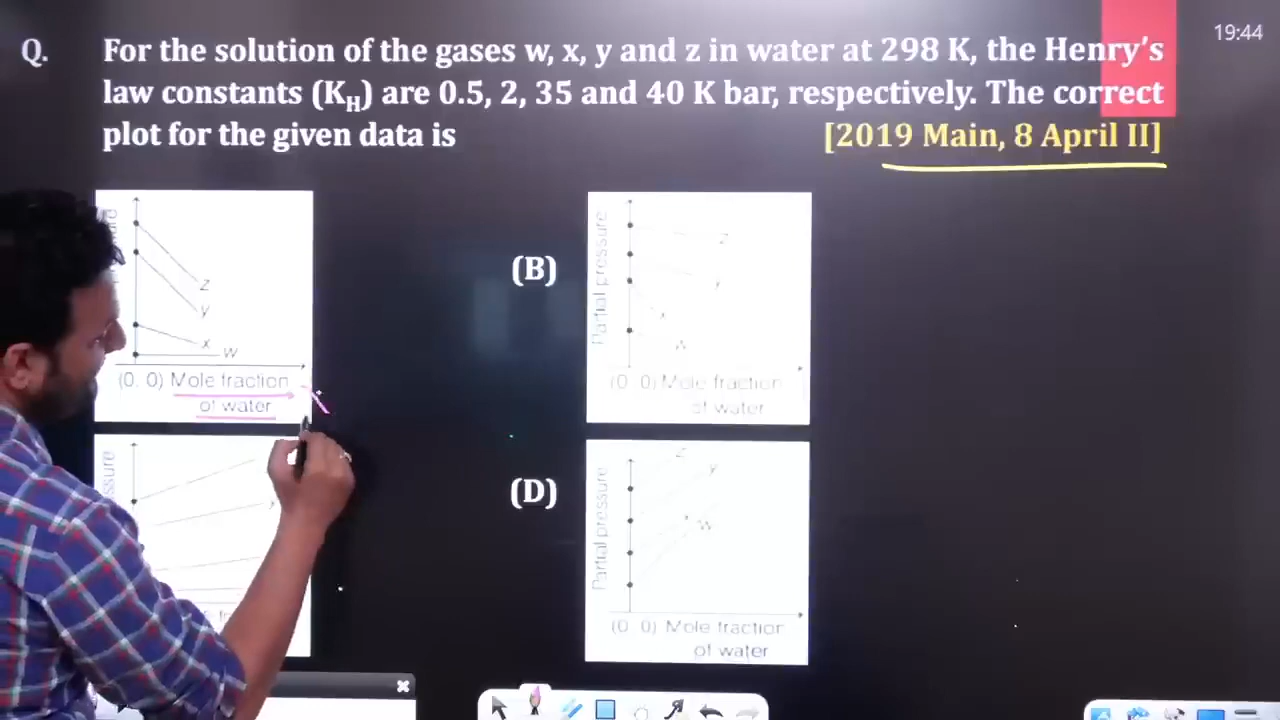 19:44
Q. For the solution of the gases w, x, y and z in water at 298 K, the Henry's
law constants (K_H) are 0.5, 2, 35 and 40 K bar, respectively. The correct
plot for the given data is [2019 Main, 8 April II]
z
y
x
w
(0, 0) Mole fraction
of water
(B)
Partial pressure
z
y
x
(0 0) Mole fraction
of water
ssure
(D)
Partial pressure
z
y
x
w
(0 0) Mole fraction
of water